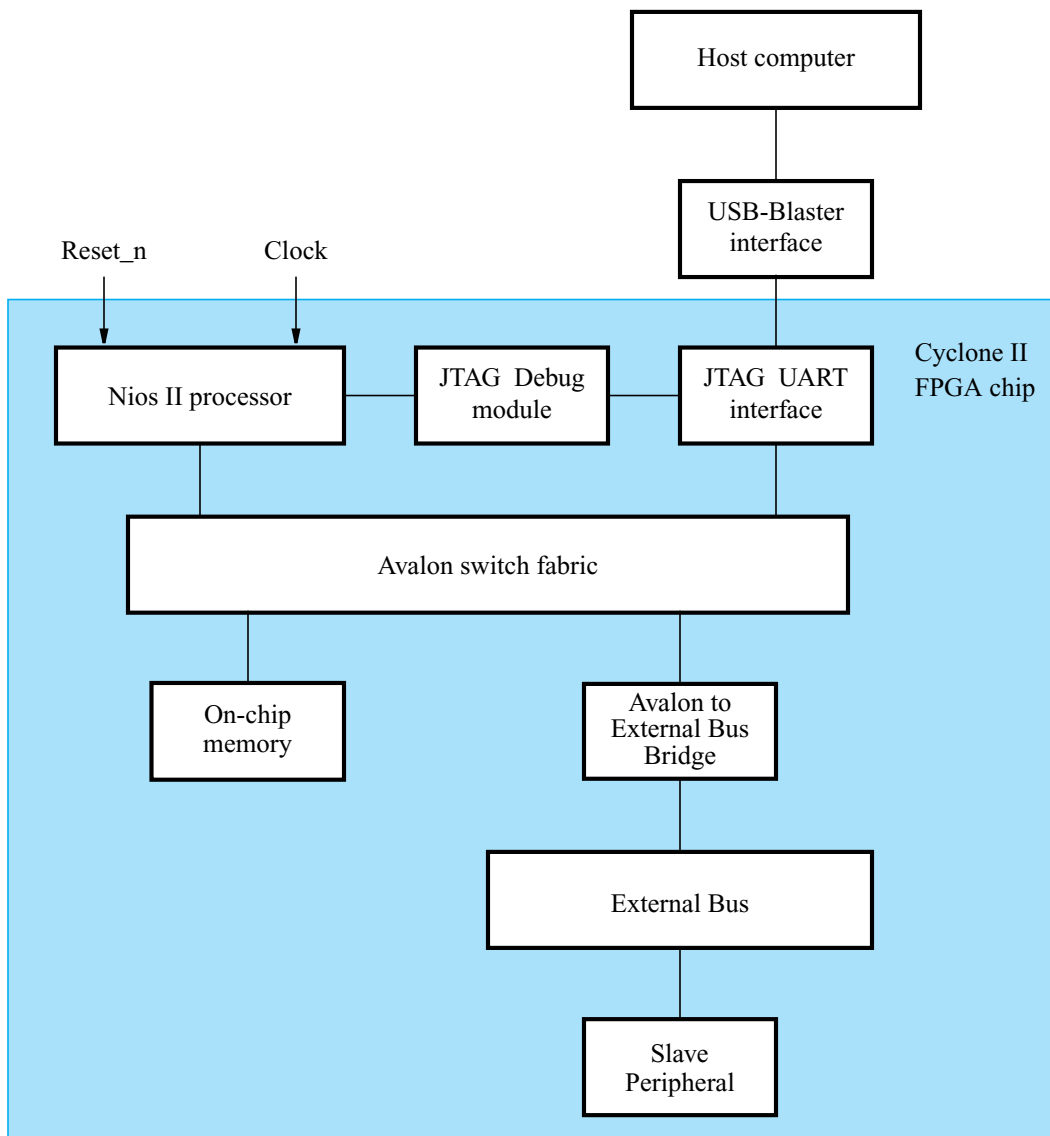 Host computer
USB-Blaster
interface
Reset_n
Clock
Cyclone II
FPGA chip
Nios II processor
JTAG Debug
module
JTAG UART
interface
Avalon switch fabric
On-chip
memory
Avalon to
External Bus
Bridge
External Bus
Slave
Peripheral